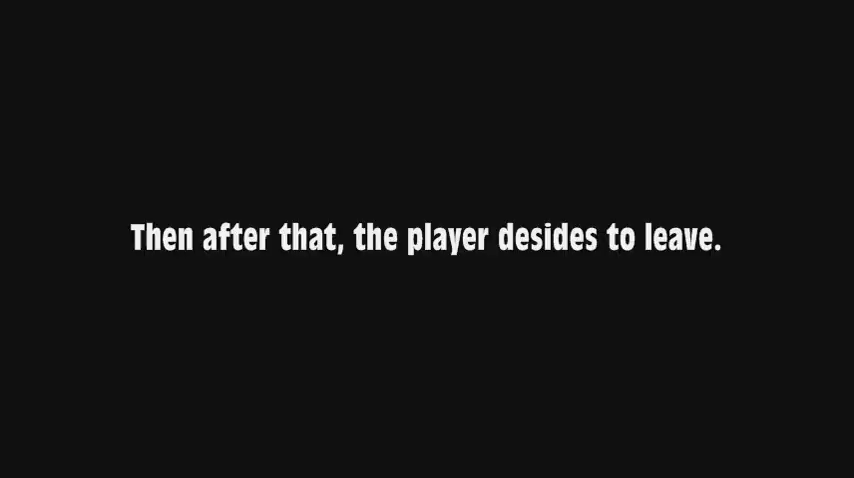 Then after that, the player desides to leave.